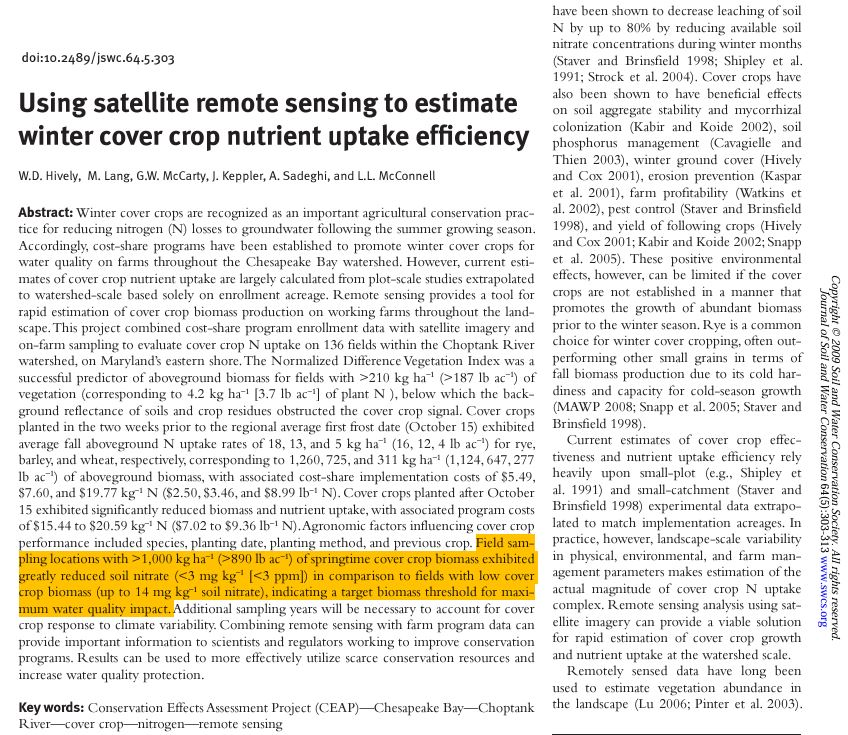 doi:10.2489/jswc.64.5.303
Using satellite remote sensing to estimate
winter cover crop nutrient uptake efficiency
W.D. Hively, M. Lang, G.W. McCarty, J. Keppler, A. Sadeghi, and L.L. McConnell
Abstract: Winter cover crops are recognized as an important agricultural conservation prac-
tice for reducing nitrogen (N) losses to groundwater following the summer growing season.
Accordingly, cost-share programs have been established to promote winter cover crops for
water quality on farms throughout the Chesapeake Bay watershed. However, current esti-
mates of cover crop nutrient uptake are largely calculated from plot-scale studies extrapolated
to watershed-scale based solely on enrollment acreage. Remote sensing provides a tool for
rapid estimation of cover crop biomass production on working farms throughout the land-
scape. This project combined cost-share program enrollment data with satellite imagery and
on-farm sampling to evaluate cover crop N uptake on 136 fields within the Choptank River
watershed, on Maryland's eastern shore. The Normalized Difference Vegetation Index was a
successful predictor of aboveground biomass for fields with >210 kg ha⁻¹ (>187 lb ac⁻¹) of
vegetation (corresponding to 4.2 kg ha⁻¹ [3.7 lb ac⁻¹] of plant N ), below which the back-
ground reflectance of soils and crop residues obstructed the cover crop signal. Cover crops
planted in the two weeks prior to the regional average first frost date (October 15) exhibited
average fall aboveground N uptake rates of 18, 13, and 5 kg ha⁻¹ (16, 12, 4 lb ac⁻¹) for rye,
barley, and wheat, respectively, corresponding to 1,260, 725, and 311 kg ha⁻¹ (1,124, 647, 277
lb ac⁻¹) of aboveground biomass, with associated cost-share implementation costs of $5.49,
$7.60, and $19.77 kg⁻¹ N ($2.50, $3.46, and $8.99 lb⁻¹ N). Cover crops planted after October
15 exhibited significantly reduced biomass and nutrient uptake, with associated program costs
of $15.44 to $20.59 kg⁻¹ N ($7.02 to $9.36 lb⁻¹ N). Agronomic factors influencing cover crop
performance included species, planting date, planting method, and previous crop. Field sam-
pling locations with >1,000 kg ha⁻¹ (>890 lb ac⁻¹) of springtime cover crop biomass exhibited
greatly reduced soil nitrate (<3 mg kg⁻¹ [<3 ppm]) in comparison to fields with low cover
crop biomass (up to 14 mg kg⁻¹ soil nitrate), indicating a target biomass threshold for maxi-
mum water quality impact. Additional sampling years will be necessary to account for cover
crop response to climate variability. Combining remote sensing with farm program data can
provide important information to scientists and regulators working to improve conservation
programs. Results can be used to more effectively utilize scarce conservation resources and
increase water quality protection.
Key words: Conservation Effects Assessment Project (CEAP)—Chesapeake Bay—Choptank
River—cover crop—nitrogen—remote sensing
have been shown to decrease leaching of soil
N by up to 80% by reducing available soil
nitrate concentrations during winter months
(Staver and Brinsfield 1998; Shipley et al.
1991; Strock et al. 2004). Cover crops have
also been shown to have beneficial effects
on soil aggregate stability and mycorrhizal
colonization (Kabir and Koide 2002), soil
phosphorus management (Cavagielle and
Thien 2003), winter ground cover (Hively
and Cox 2001), erosion prevention (Kaspar
et al. 2001), farm profitability (Watkins et
al. 2002), pest control (Staver and Brinsfield
1998), and yield of following crops (Hively
and Cox 2001; Kabir and Koide 2002; Snapp
et al. 2005). These positive environmental
effects, however, can be limited if the cover
crops are not established in a manner that
promotes the growth of abundant biomass
prior to the winter season. Rye is a common
choice for winter cover cropping, often out-
performing other small grains in terms of
fall biomass production due to its cold har-
diness and capacity for cold-season growth
(MAWP 2008; Snapp et al. 2005; Staver and
Brinsfield 1998).
Current estimates of cover crop effec-
tiveness and nutrient uptake efficiency rely
heavily upon small-plot (e.g., Shipley et
al. 1991) and small-catchment (Staver and
Brinsfield 1998) experimental data extrapo-
lated to match implementation acreages. In
practice, however, landscape-scale variability
in physical, environmental, and farm man-
agement parameters makes estimation of the
actual magnitude of cover crop N uptake
complex. Remote sensing analysis using sat-
ellite imagery can provide a viable solution
for rapid estimation of cover crop growth
and nutrient uptake at the watershed scale.
Remotely sensed data have long been
used to estimate vegetation abundance in
the landscape (Lu 2006; Pinter et al. 2003).
Copyright © 2009 Soil and Water Conservation Society. All rights reserved.
Journal of Soil and Water Conservation 64(5):303-313 www.swcs.org